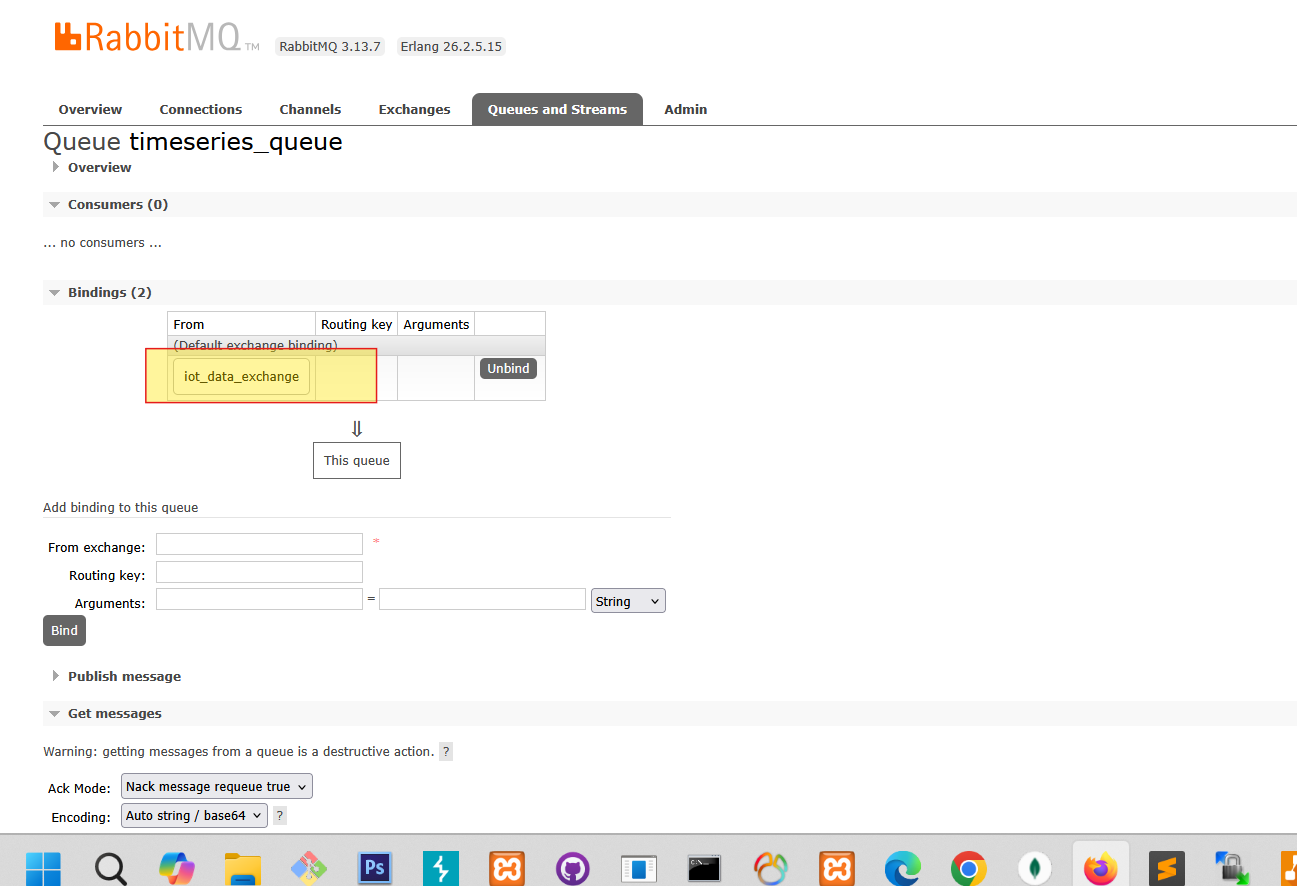 RabbitMQ TM RabbitMQ 3.13.7 Erlang 26.2.5.15
Overview Connections Channels Exchanges Queues and Streams Admin
Queue timeseries_queue
Overview
Consumers (0)
... no consumers ...
Bindings (2)
From Routing key Arguments
(Default exchange binding)
iot_data_exchange Unbind
⇓
This queue
Add binding to this queue
From exchange: *
Routing key:
Arguments: = String
Bind
Publish message
Get messages
Warning: getting messages from a queue is a destructive action. ?
Ack Mode: Nack message requeue true
Encoding: Auto string / base64 ?
Ps